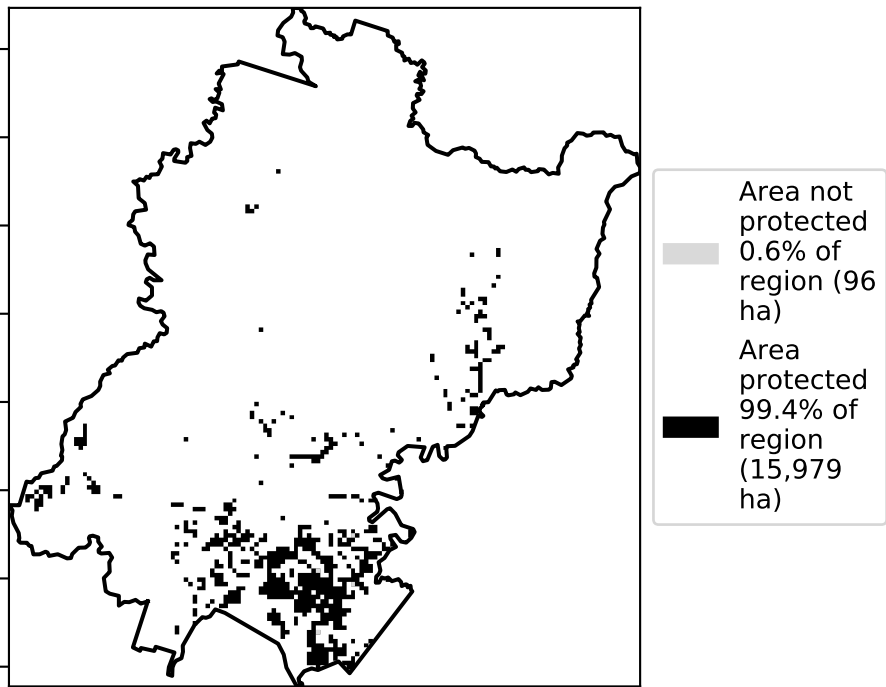 Area not
protected
0.6% of
region (96
ha)
Area
protected
99.4% of
region
(15,979
ha)